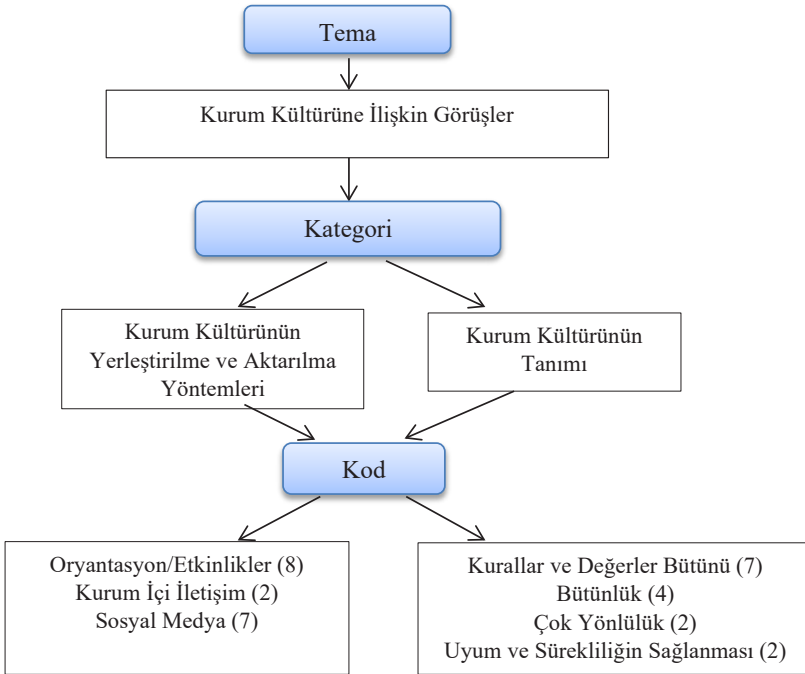 Tema
Kurum Kültürüne İlişkin Görüşler
Kategori
Kurum Kültürünün
Yerleştirilme ve Aktarılma
Yöntemleri
Kurum Kültürünün
Tanımı
Kod
Oryantasyon/Etkinlikler (8)
Kurum İçi İletişim (2)
Sosyal Medya (7)
Kurallar ve Değerler Bütünü (7)
Bütünlük (4)
Çok Yönlülük (2)
Uyum ve Sürekliliğin Sağlanması (2)